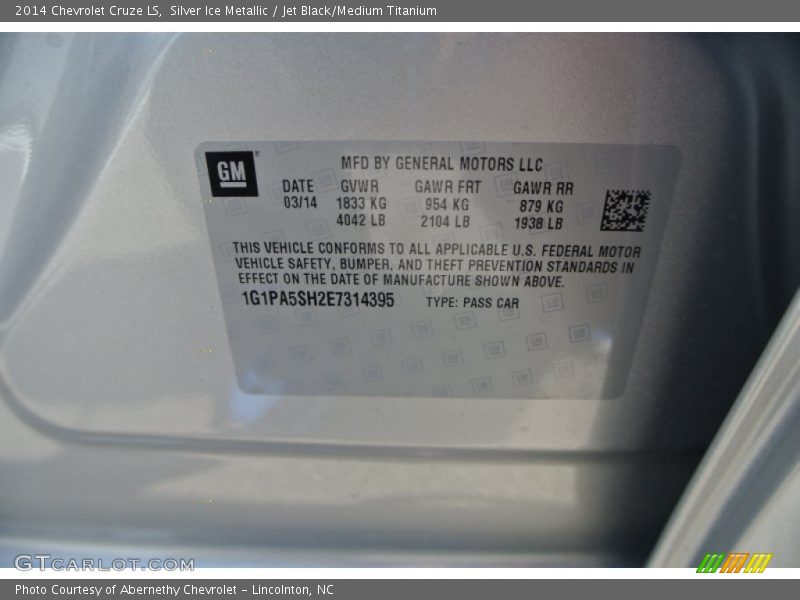 2014 Chevrolet Cruze LS,  Silver Ice Metallic / Jet Black/Medium Titanium
GM
MFD BY GENERAL MOTORS LLC
DATE GVWR GAWR FRT GAWR RR
03/14 1833 KG 954 KG 879 KG
4042 LB 2104 LB 1938 LB
THIS VEHICLE CONFORMS TO ALL APPLICABLE U.S. FEDERAL MOTOR
VEHICLE SAFETY, BUMPER, AND THEFT PREVENTION STANDARDS IN
EFFECT ON THE DATE OF MANUFACTURE SHOWN ABOVE.
1G1PA5SH2E7314395 TYPE: PASS CAR
GTCARLOT.COM
Photo Courtesy of Abernethy Chevrolet – Lincolnton, NC